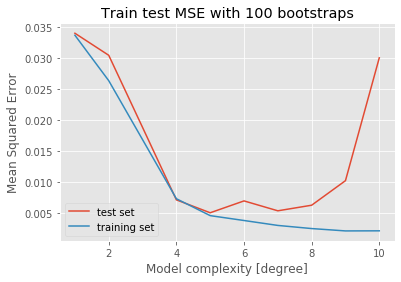 Train test MSE with 100 bootstraps
0.035
0.030
0.025
0.020
0.015
0.010
0.005
Mean Squared Error
test set
training set
2 4 6 8 10
Model complexity [degree]